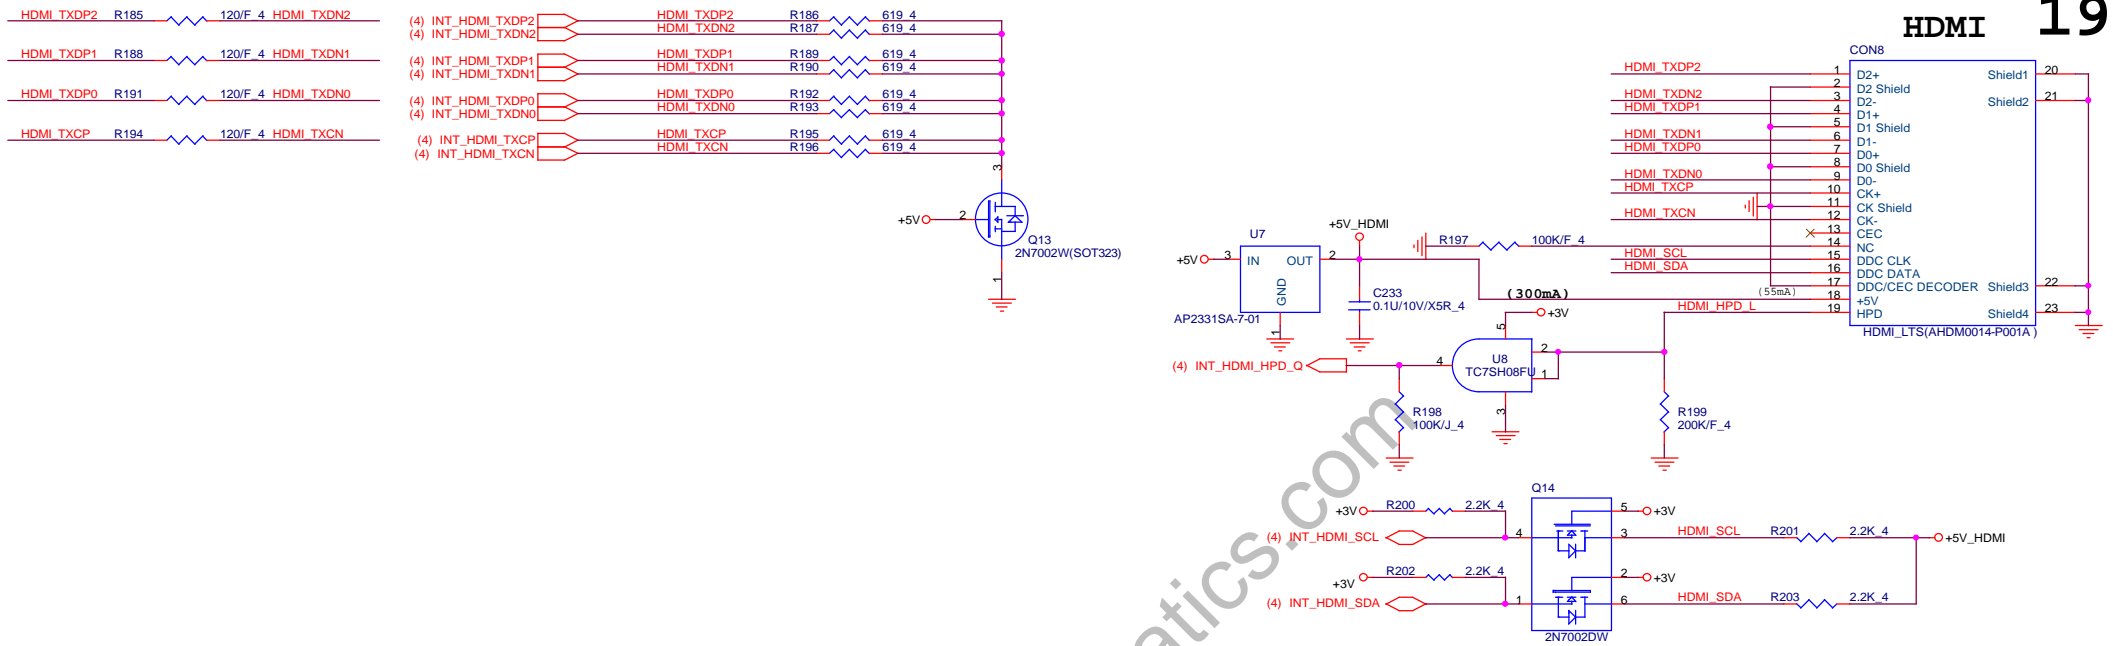 HDMI 19
HDMI_TXDP2 R185 120/F_4 HDMI_TXDN2
HDMI_TXDP1 R188 120/F_4 HDMI_TXDN1
HDMI_TXDP0 R191 120/F_4 HDMI_TXDN0
HDMI_TXCP R194 120/F_4 HDMI_TXCN
(4) INT_HDMI_TXDP2 HDMI_TXDP2 R186 619_4
(4) INT_HDMI_TXDN2 HDMI_TXDN2 R187 619_4
(4) INT_HDMI_TXDP1 HDMI_TXDP1 R189 619_4
(4) INT_HDMI_TXDN1 HDMI_TXDN1 R190 619_4
(4) INT_HDMI_TXDP0 HDMI_TXDP0 R192 619_4
(4) INT_HDMI_TXDN0 HDMI_TXDN0 R193 619_4
(4) INT_HDMI_TXCP HDMI_TXCP R195 619_4
(4) INT_HDMI_TXCN HDMI_TXCN R196 619_4
3
+5V 2
Q13
2N7002W(SOT323)
1
CON8
HDMI_TXDP2 1 D2+ Shield1 20
2 D2 Shield
HDMI_TXDN2 3 D2- Shield2 21
HDMI_TXDP1 4 D1+
5 D1 Shield
HDMI_TXDN1 6 D1-
HDMI_TXDP0 7 D0+
8 D0 Shield
HDMI_TXDN0 9 D0-
HDMI_TXCP 10 CK+
11 CK Shield
HDMI_TXCN 12 CK-
13 CEC
R197 100K/F_4 14 NC
HDMI_SCL 15 DDC CLK
HDMI_SDA 16 DDC DATA
17 DDC/CEC DECODER Shield3 22
(300mA) (55mA) 18 +5V
HDMI_HPD_L 19 HPD Shield4 23
HDMI_LTS(AHDM0014-P001A )
U7
+5V_HDMI
+5V 3 IN OUT 2
GND
1
AP2331SA-7-01
C233
0.1U/10V/X5R_4
+3V
5
(4) INT_HDMI_HPD_Q 4 U8 2
TC7SH08FU 1
3
R198
100K/J_4
R199
200K/F_4
Q14
+3V R200 2.2K_4 5 +3V
(4) INT_HDMI_SCL 4 3 HDMI_SCL R201 2.2K_4 +5V_HDMI
+3V R202 2.2K_4 2 +3V
(4) INT_HDMI_SDA 1 6 HDMI_SDA R203 2.2K_4
2N7002DW
atics.com